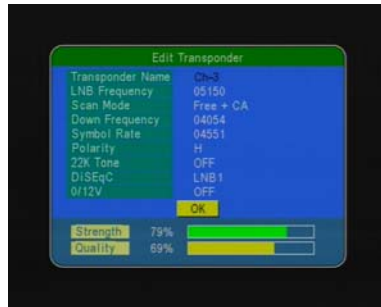 Edit Transponder
Transponder Name Ch-3
LNB Frequency 05150
Scan Mode Free + CA
Down Frequency 04054
Symbol Rate 04551
Polarity H
22K Tone OFF
DiSEqC LNB1
0/12V OFF
OK
Strength 79%
Quality 69%